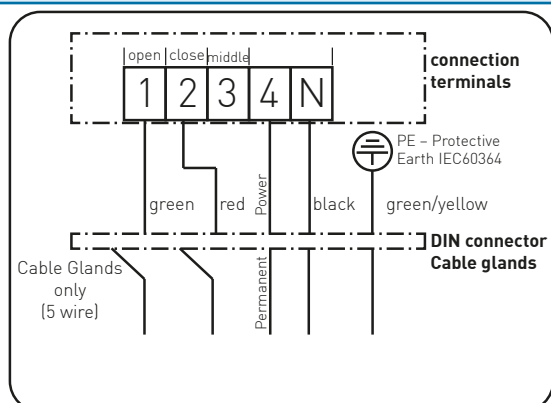 open close middle
1 2 3 4 N
connection
terminals
PE – Protective
Earth IEC60364
green red Power black green/yellow
DIN connector
Cable glands
Cable Glands
only
(5 wire)
Permanent